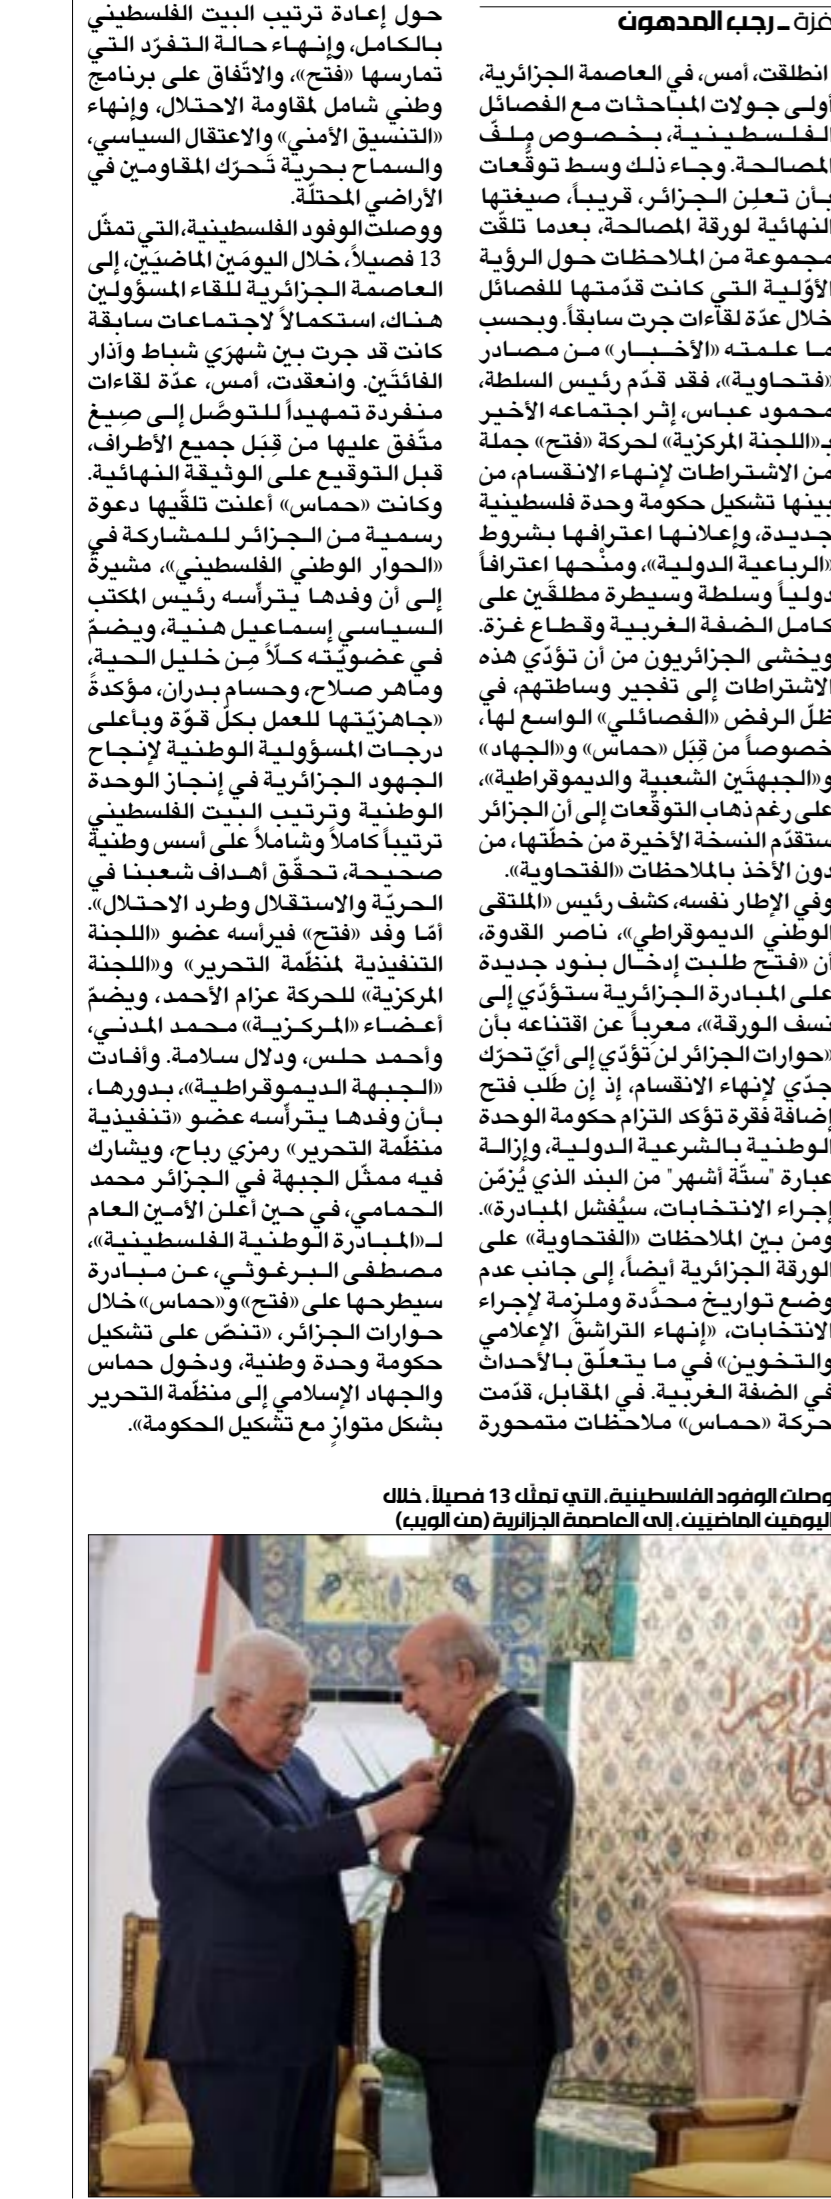 غزة ــ رجب المدهون
انطلقت، أمس، في العاصمة الجزائرية،
أولى جولات المباحثات مع الفصائل
الفلسطينية، بخصوص مِلفّ
المصالحة. وجاء ذلك وسط توقُّعات
بأن تعلِن الجزائر، قريباً، صيغتها
النهائية لورقة المصالحة، بعدما تلقّت
مجموعة من الملاحظات حول الرؤية
الأوّلية التي كانت قدّمتها للفصائل
خلال عدّة لقاءات جرت سابقاً. وبحسب
ما علمته «الأخبار» من مصادر
«فتحاوية»، فقد قدّم رئيس السلطة،
محمود عباس، إثر اجتماعه الأخير
بـ«اللجنة المركزية» لحركة «فتح» جملة
من الاشتراطات لإنهاء الانقسام، من
بينها تشكيل حكومة وحدة فلسطينية
جديدة، وإعلانها اعترافها بشروط
«الرباعية الدولية»، ومنْحها اعترافاً
دولياً وسلطة وسيطرة مطلقَين على
كامل الضفة الغربية وقطاع غزة.
ويخشى الجزائريون من أن تؤدّي هذه
الاشتراطات إلى تفجير وساطتهم، في
ظلّ الرفض «الفصائلي» الواسع لها،
خصوصاً من قِبَل «حماس» و«الجهاد»
و«الجبهتَين الشعبية والديموقراطية»،
على رغم ذهاب التوقّعات إلى أن الجزائر
ستقدّم النسخة الأخيرة من خطّتها، من
دون الأخذ بالملاحظات «الفتحاوية».
وفي الإطار نفسه، كشف رئيس «الملتقى
الوطني الديموقراطي»، ناصر القدوة،
أن «فتح طلبت إدخال بنود جديدة
على المبادرة الجزائرية ستؤدّي إلى
نسف الورقة»، معرِباً عن اقتناعه بأن
«حوارات الجزائر لن تؤدّي إلى أيّ تحرّك
جدّي لإنهاء الانقسام، إذ إن طَلب فتح
إضافة فقرة تؤكد التزام حكومة الوحدة
الوطنية بالشرعية الدولية، وإزالة
عبارة "ستّة أشهر" من البند الذي يُزمّن
إجراء الانتخابات، سيُفشل المبادرة».
ومن بين الملاحظات «الفتحاوية» على
الورقة الجزائرية أيضاً، إلى جانب عدم
وضع تواريخ محدَّدة وملزِمة لإجراء
الانتخابات، «إنهاء التراشق الإعلامي
والتخوين» في ما يتعلّق بالأحداث
في الضفة الغربية. في المقابل، قدّمت
حركة «حماس» ملاحظات متمحورة
حول إعادة ترتيب البيت الفلسطيني
بالكامل، وإنهاء حالة التفرّد التي
تمارسها «فتح»، والاتّفاق على برنامج
وطني شامل لمقاومة الاحتلال، وإنهاء
«التنسيق الأمني» والاعتقال السياسي،
والسماح بحرية تَحرّك المقاومين في
الأراضي المحتلّة.
ووصلت الوفود الفلسطينية، التي تمثّل
13 فصيلاً، خلال اليومَين الماضيَين، إلى
العاصمة الجزائرية للقاء المسؤولين
هناك، استكمالاً لاجتماعات سابقة
كانت قد جرت بين شهرَي شباط وآذار
الفائتَين. وانعقدت، أمس، عدّة لقاءات
منفردة تمهيداً للتوصُّل إلى صِيغ
متّفق عليها من قِبَل جميع الأطراف،
قبل التوقيع على الوثيقة النهائية.
وكانت «حماس» أعلنت تلقّيها دعوة
رسمية من الجزائر للمشاركة في
«الحوار الوطني الفلسطيني»، مشيرةً
إلى أن وفدها يترأّسه رئيس المكتب
السياسي إسماعيل هنية، ويضمّ
في عضويّته كلّاً مِن خليل الحية،
وماهر صلاح، وحسام بدران، مؤكدةً
«جاهزيّتها للعمل بكلّ قوّة وبأعلى
درجات المسؤولية الوطنية لإنجاح
الجهود الجزائرية في إنجاز الوحدة
الوطنية وترتيب البيت الفلسطيني
ترتيباً كاملاً وشاملاً على أسس وطنية
صحيحة، تحقّق أهداف شعبنا في
الحريّة والاستقلال وطرد الاحتلال».
أمّا وفد «فتح» فيرأسه عضو «اللجنة
التنفيذية لمنظّمة التحرير» و«اللجنة
المركزية» للحركة عزام الأحمد، ويضمّ
أعضاء «المركزية» محمد المدني،
وأحمد حلس، ودلال سلامة. وأفادت
«الجبهة الديموقراطية»، بدورها،
بأن وفدها يترأّسه عضو «تنفيذية
منظّمة التحرير» رمزي رباح، ويشارك
فيه ممثّل الجبهة في الجزائر محمد
الحمامي، في حين أعلن الأمين العام
لـ«المبادرة الوطنية الفلسطينية»،
مصطفى البرغوثي، عن مبادرة
سيطرحها على «فتح» و«حماس» خلال
حوارات الجزائر، «تنصّ على تشكيل
حكومة وحدة وطنية، ودخول حماس
والجهاد الإسلامي إلى منظّمة التحرير
بشكل متوازٍ مع تشكيل الحكومة».
وصلت الوفود الفلسطينية، التي تمثّل 13 فصيلاً، خلال
اليومَين الماضيَين، إلى العاصمة الجزائرية (من الويب)